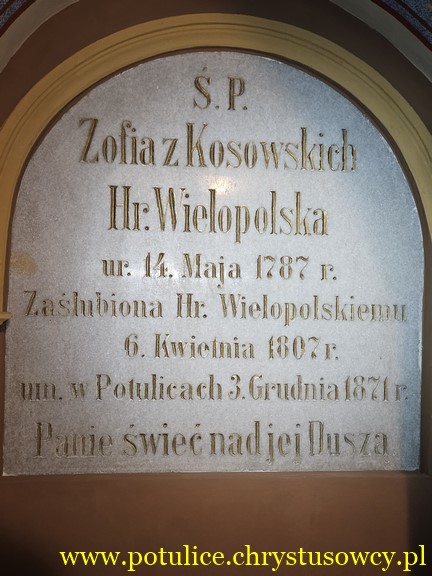 Ś. P.
Zofia z Kosowskich
Hr. Wielopolska
ur. 14. Maja 1787 r.
Zaślubiona Hr. Wielopolskiemu
6. Kwietnia 1807 r.
um. w Potulicach 3. Grudnia 1871 r.
Panie świeć nad jej Dusza
www.potulice.chrystusowcy.pl